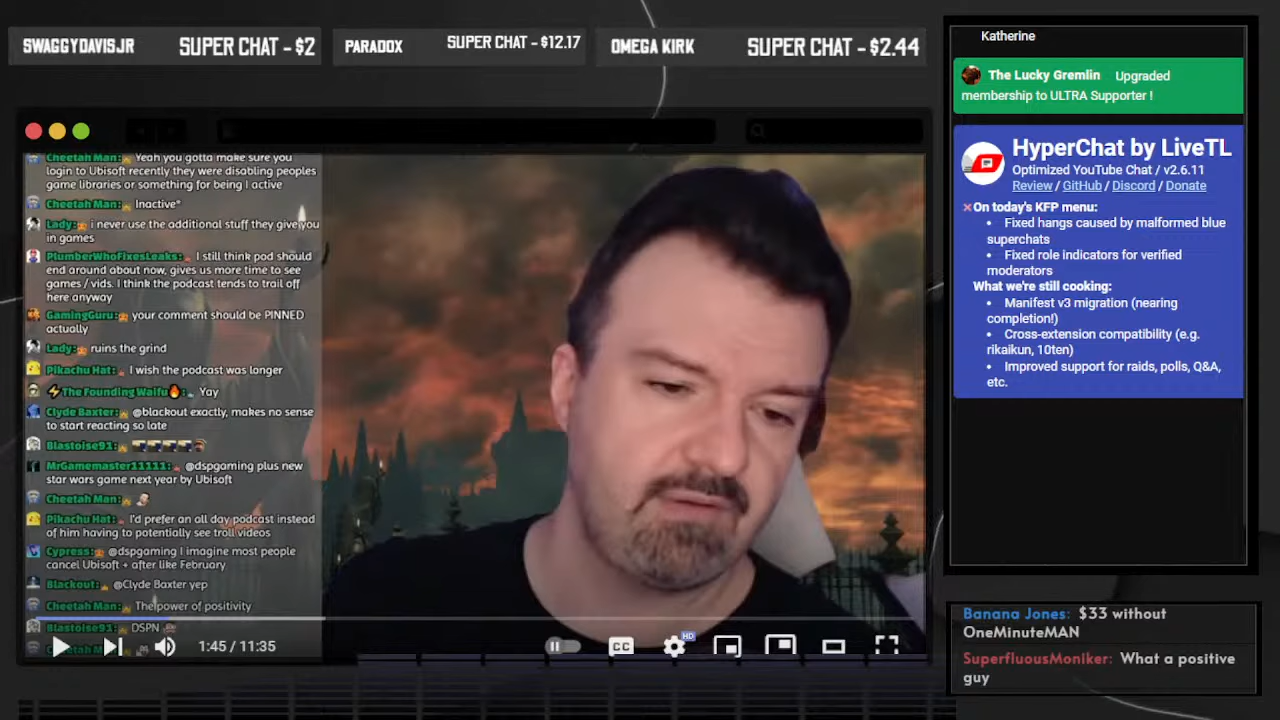 SWAGGYDAVISJR SUPER CHAT - $2
PARADOX SUPER CHAT - $12.17
OMEGA KIRK SUPER CHAT - $2.44
Cheetah Man: Yeah you gotta make sure you
login to Ubisoft recently they were disabling peoples
game libraries or something for being I active
Cheetah Man: Inactive*
Lady: i never use the additional stuff they give you
in games
PlumberWhoFixesLeaks: I still think pod should
end around about now, gives us more time to see
games / vids. I think the podcast tends to trail off
here anyway
GamingGuru: your comment should be PINNED
actually
Lady: ruins the grind
Pikachu Hat: I wish the podcast was longer
The Founding Waifu: Yay
Clyde Baxter: @blackout exactly, makes no sense
to start reacting so late
Blastoise91:
MrGamemaster11111: @dspgaming plus new
star wars game next year by Ubisoft
Cheetah Man:
Pikachu Hat: I'd prefer an all day podcast instead
of him having to potentially see troll videos
Cypress: @dspgaming I imagine most people
cancel Ubisoft + after like February
Blackout: @Clyde Baxter yep
Cheetah Man: The power of positivity
Blastoise91: DSPN
1:45 / 11:35
CC
HD
Katherine
The Lucky Gremlin Upgraded
membership to ULTRA Supporter !
HyperChat by LiveTL
Optimized YouTube Chat / v2.6.11
Review / GitHub / Discord / Donate
On today's KFP menu:
• Fixed hangs caused by malformed blue
superchats
• Fixed role indicators for verified
moderators
What we're still cooking:
• Manifest v3 migration (nearing
completion!)
• Cross-extension compatibility (e.g.
rikaikun, 10ten)
• Improved support for raids, polls, Q&A,
etc.
Banana Jones: $33 without
OneMinuteMAN
SuperfluousMoniker: What a positive
guy